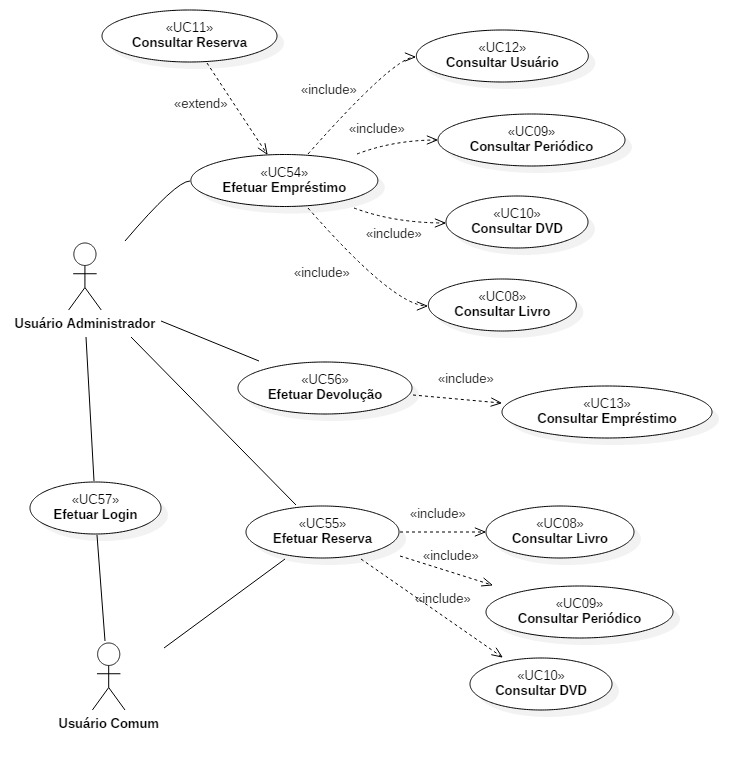 «UC11»
Consultar Reserva
«UC12»
Consultar Usuário
«include»
«extend»
«include»
«UC09»
Consultar Periódico
«UC54»
Efetuar Empréstimo
«UC10»
Consultar DVD
«include»
«include»
«UC08»
Consultar Livro
Usuário Administrador
«UC56»
Efetuar Devolução
«include»
«UC13»
Consultar Empréstimo
«UC57»
Efetuar Login
«UC55»
Efetuar Reserva
«include»
«UC08»
Consultar Livro
«include»
«include»
«UC09»
Consultar Periódico
«UC10»
Consultar DVD
Usuário Comum